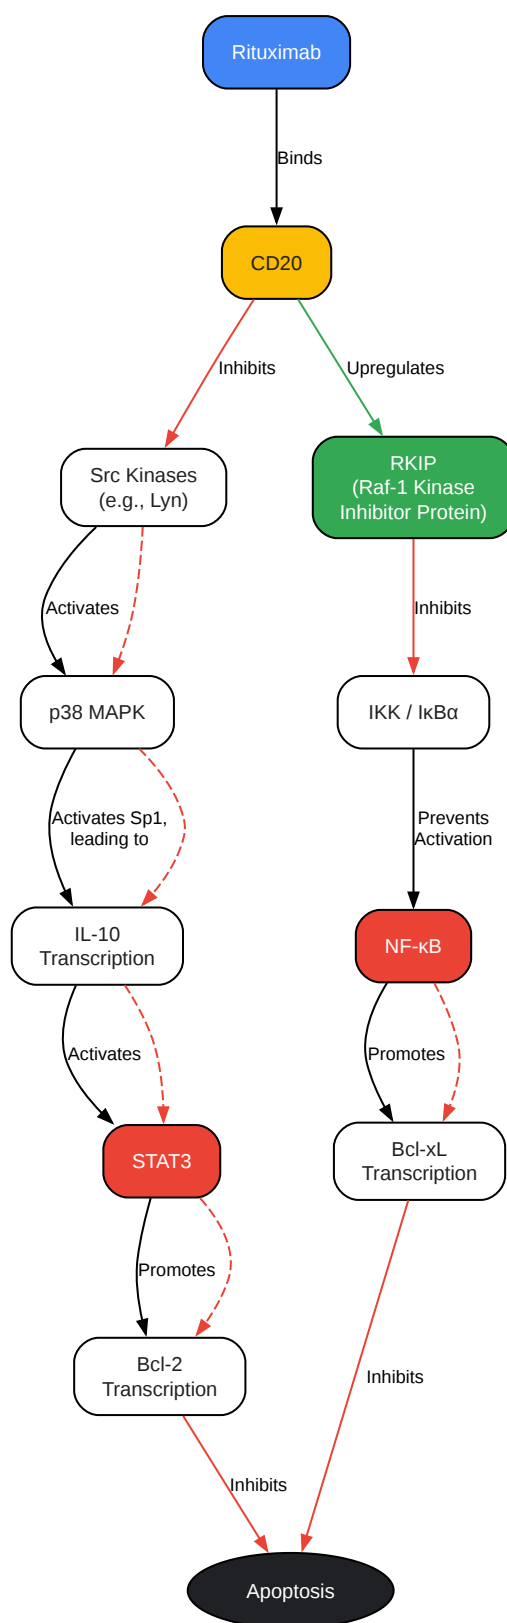 Rituximab
Binds
CD20
Inhibits
Upregulates
Src Kinases
(e.g., Lyn)
RKIP
(Raf-1 Kinase
Inhibitor Protein)
Activates
Inhibits
p38 MAPK
IKK / IκBα
Activates Sp1,
leading to
Prevents
Activation
IL-10
Transcription
NF-κB
Activates
Promotes
STAT3
Bcl-xL
Transcription
Promotes
Bcl-2
Transcription
Inhibits
Inhibits
Apoptosis